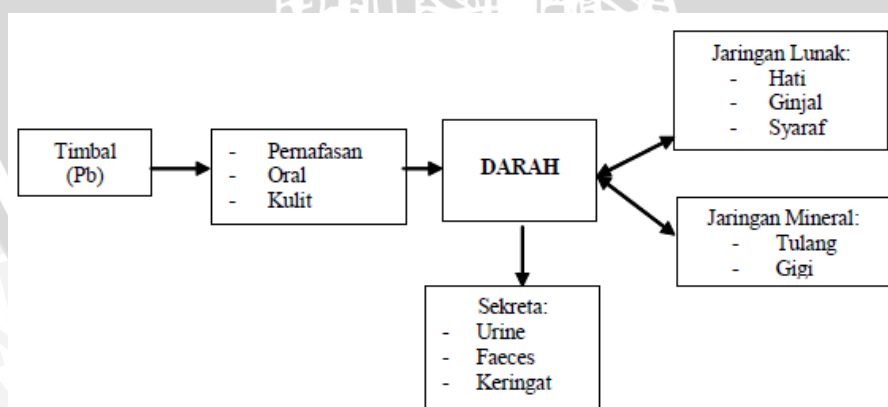 Timbal
(Pb)
- Pernafasan
- Oral
- Kulit
DARAH
Jaringan Lunak:
- Hati
- Ginjal
- Syaraf
Jaringan Mineral:
- Tulang
- Gigi
Sekreta:
- Urine
- Faeces
- Keringat